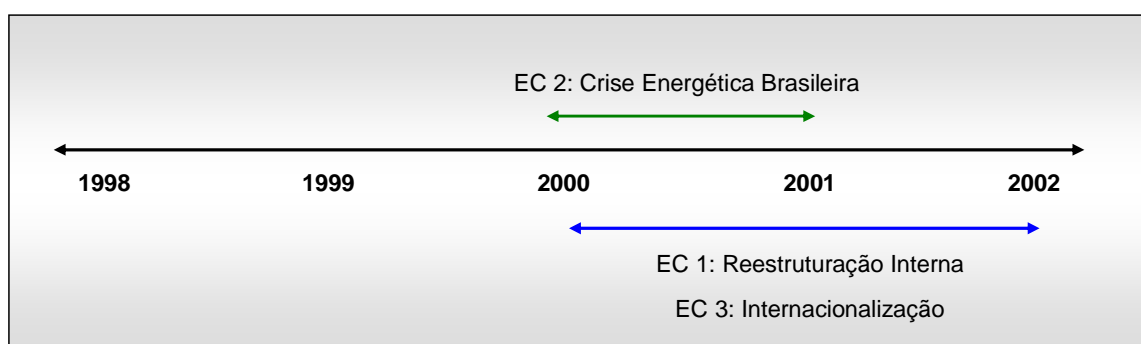 EC 2: Crise Energética Brasileira
1998 1999 2000 2001 2002
EC 1: Reestruturação Interna
EC 3: Internacionalização